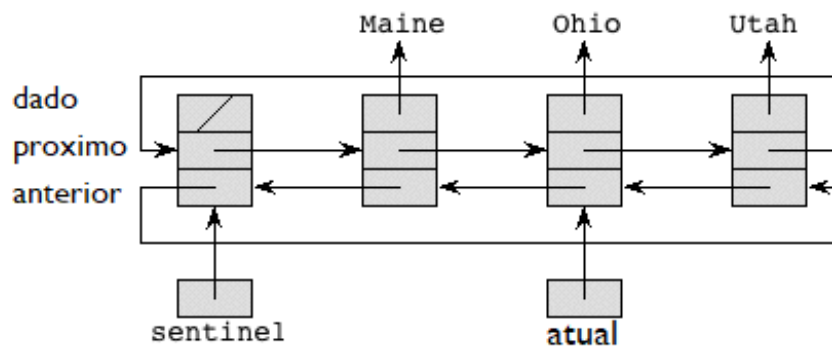 Maine Ohio Utah
dado
proximo
anterior
sentinel atual